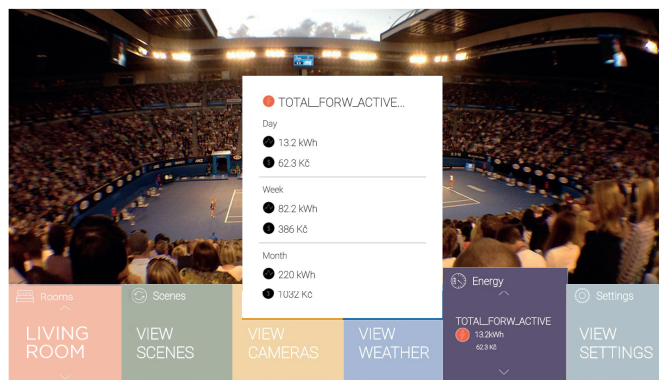 TOTAL_FORW_ACTIVE...
Day
13.2 kWh
62.3 Kč
Week
82.2 kWh
386 Kč
Month
220 kWh
1032 Kč
Rooms
LIVING
ROOM
Scenes
VIEW
SCENES
VIEW
CAMERAS
VIEW
WEATHER
Energy
TOTAL_FORW_ACTIVE
13.2kWh
62.3 Kč
Settings
VIEW
SETTINGS